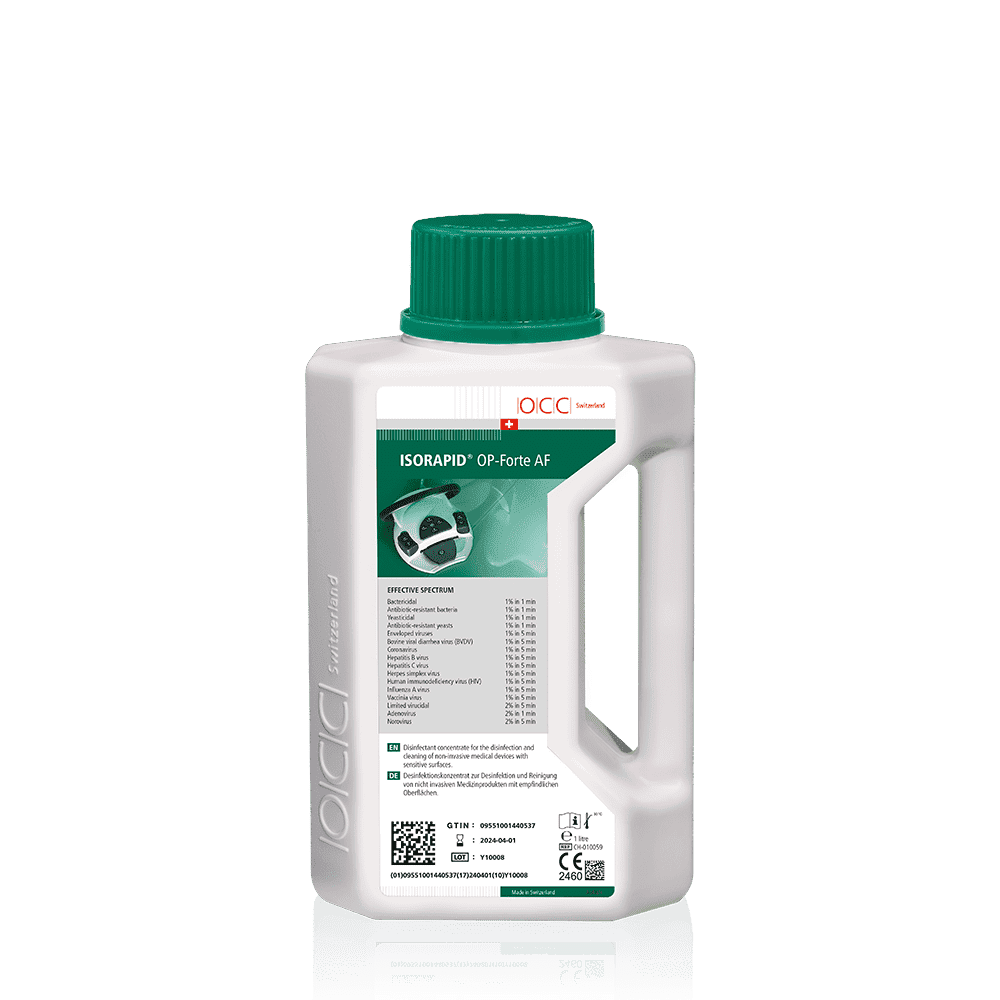 |O|C|C| Switzerland
ISORAPID® OP-Forte AF
EFFECTIVE SPECTRUM
Bactericidal 1% in 1 min
Antibiotic-resistant bacteria 1% in 1 min
Yeasticidal 1% in 1 min
Antibiotic-resistant yeasts 1% in 1 min
Enveloped viruses 1% in 5 min
Bovine viral diarrhea virus (BVDV) 1% in 5 min
Coronavirus 1% in 5 min
Hepatitis B virus 1% in 5 min
Hepatitis C virus 1% in 5 min
Herpes simplex virus 1% in 5 min
Human immunodeficiency virus (HIV) 1% in 5 min
Influenza A virus 1% in 5 min
Vaccinia virus 1% in 5 min
Limited virucidal 2% in 5 min
Adenovirus 2% in 1 min
Norovirus 2% in 5 min
EN Disinfectant concentrate for the disinfection and
cleaning of non-invasive medical devices with
sensitive surfaces.
DE Desinfektionskonzentrat zur Desinfektion und Reinigung
von nicht invasiven Medizinprodukten mit empfindlichen
Oberflächen.
GTIN : 09551001440537
: 2024-04-01
LOT : Y10008
(01)09551001440537(17)240401(10)Y10008
℮ 1 litre
REF CH-010059
CE
2460
Made in Switzerland
|O|C|C| Switzerland